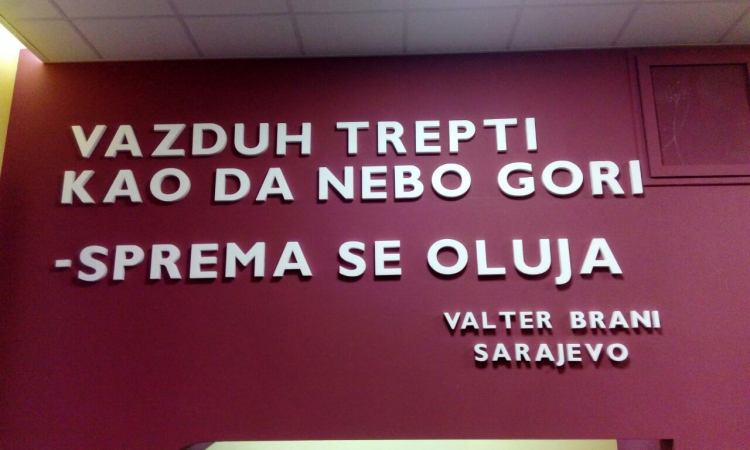 VAZDUH TREPTI
KAO DA NEBO GORI
-SPREMA SE OLUJA
VALTER BRANI
SARAJEVO